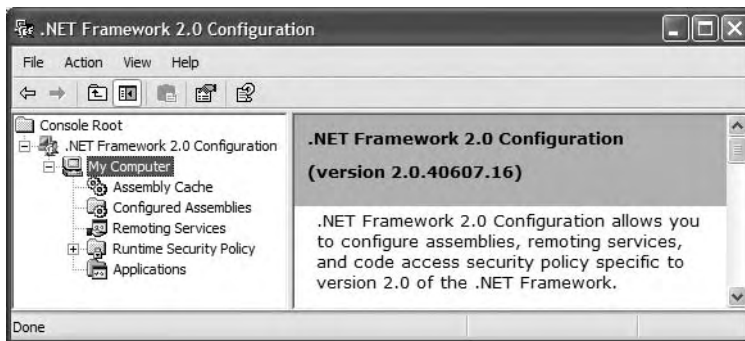 .NET Framework 2.0 Configuration
File Action View Help
Console Root
.NET Framework 2.0 Configuration
My Computer
Assembly Cache
Configured Assemblies
Remoting Services
Runtime Security Policy
Applications
.NET Framework 2.0 Configuration
(version 2.0.40607.16)
.NET Framework 2.0 Configuration allows you
to configure assemblies, remoting services,
and code access security policy specific to
version 2.0 of the .NET Framework.
Done